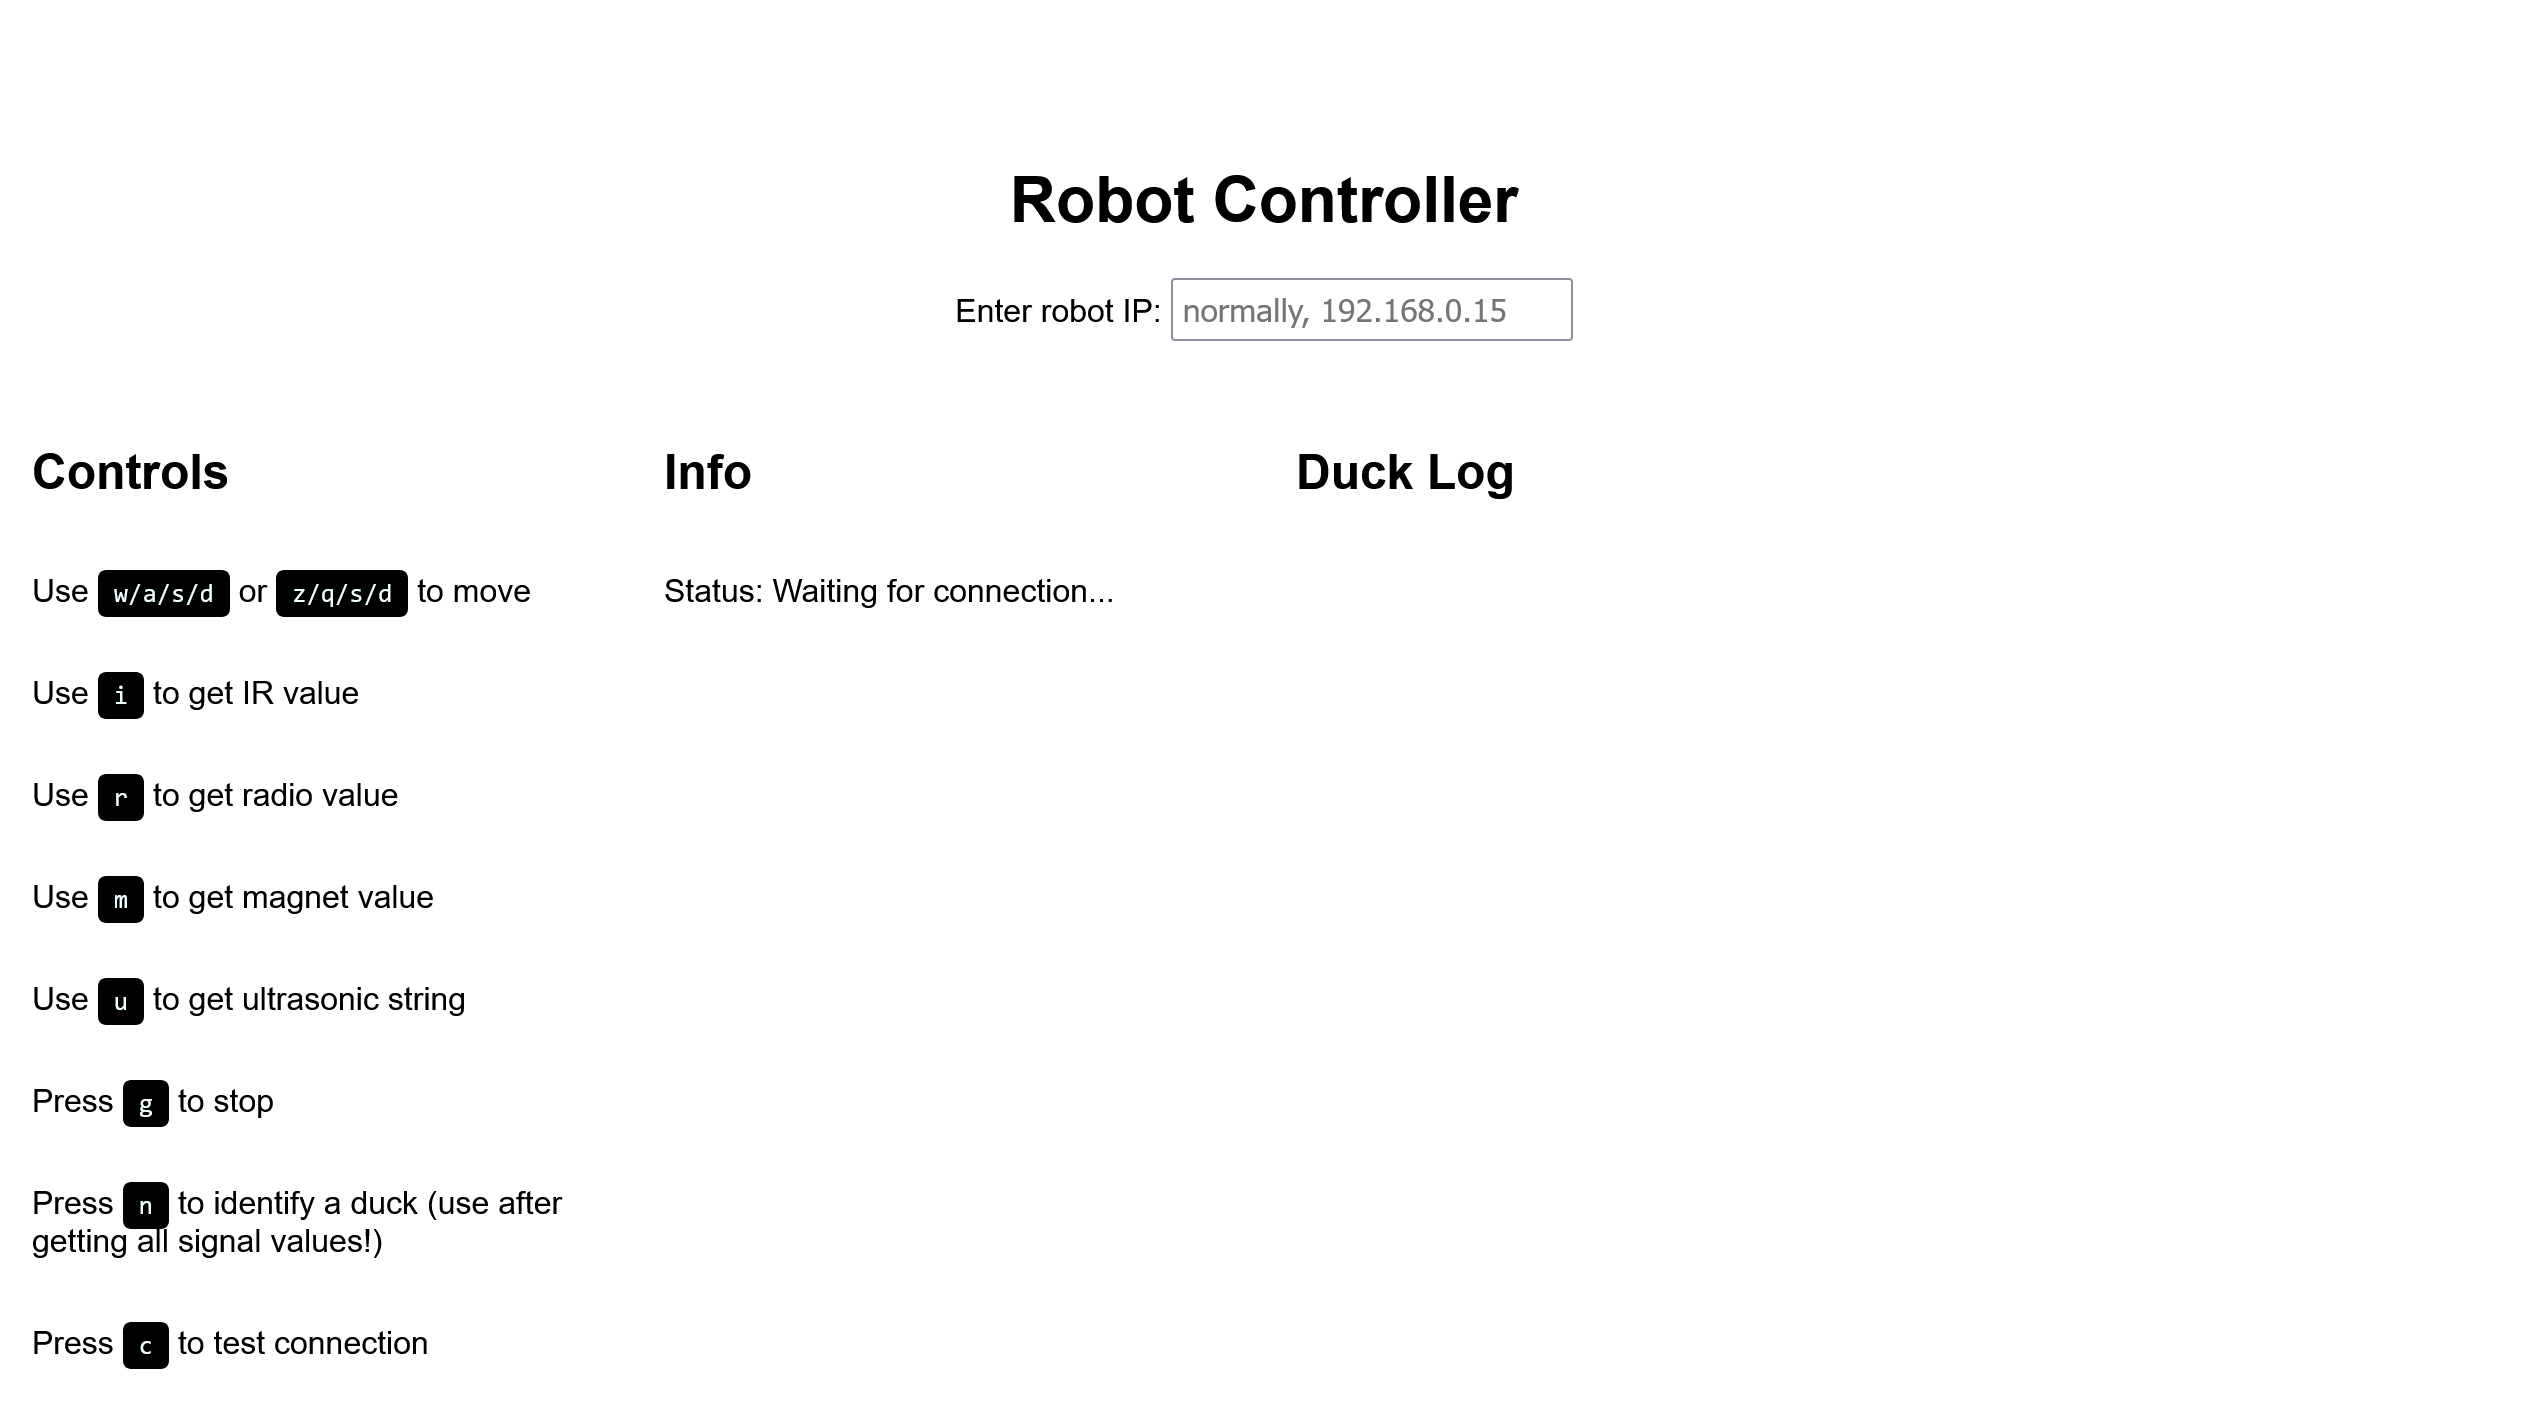 Robot Controller
Enter robot IP: normally, 192.168.0.15
Controls
Use w/a/s/d or z/q/s/d to move
Use i to get IR value
Use r to get radio value
Use m to get magnet value
Use u to get ultrasonic string
Press g to stop
Press n to identify a duck (use after
getting all signal values!)
Press c to test connection
Info
Status: Waiting for connection...
Duck Log